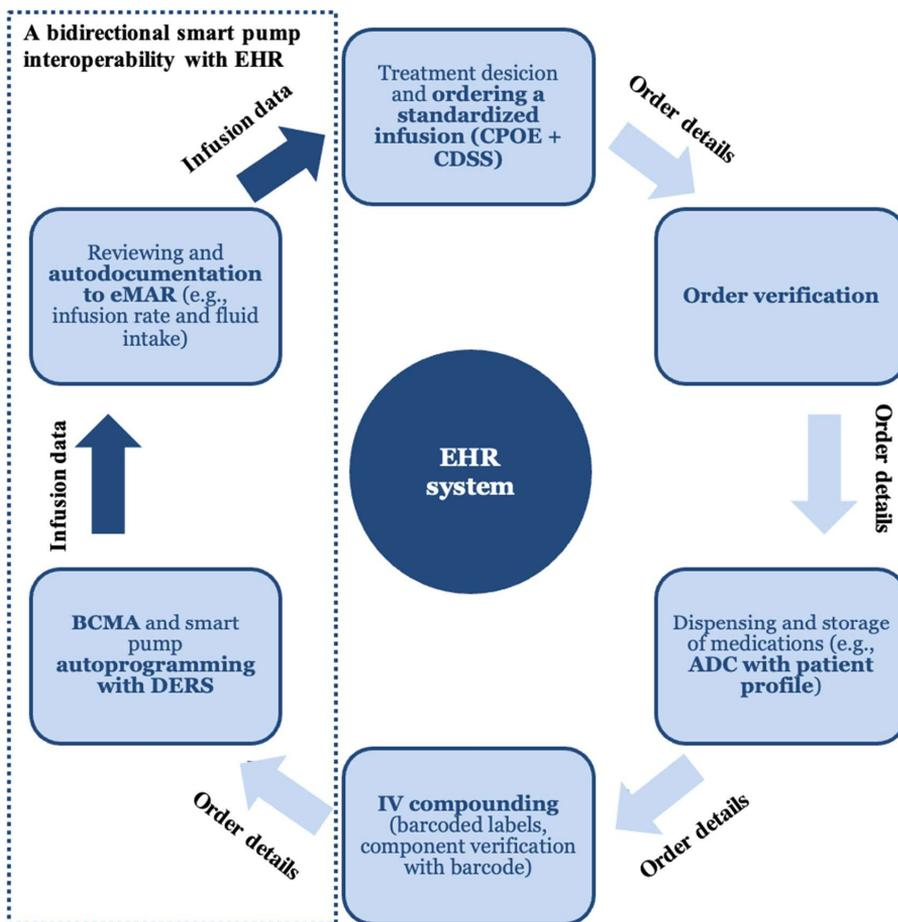 A bidirectional smart pump
interoperability with EHR
Infusion data
Treatment desicion
and ordering a
standardized
infusion (CPOE +
CDSS)
Order details
Reviewing and
autodocumentation
to eMAR (e.g.,
infusion rate and fluid
intake)
Order verification
EHR
system
Infusion data
Order details
BCMA and smart
pump
autoprogramming
with DERS
Dispensing and storage
of medications (e.g.,
ADC with patient
profile)
Order details
IV compounding
(barcoded labels,
component verification
with barcode)
Order details